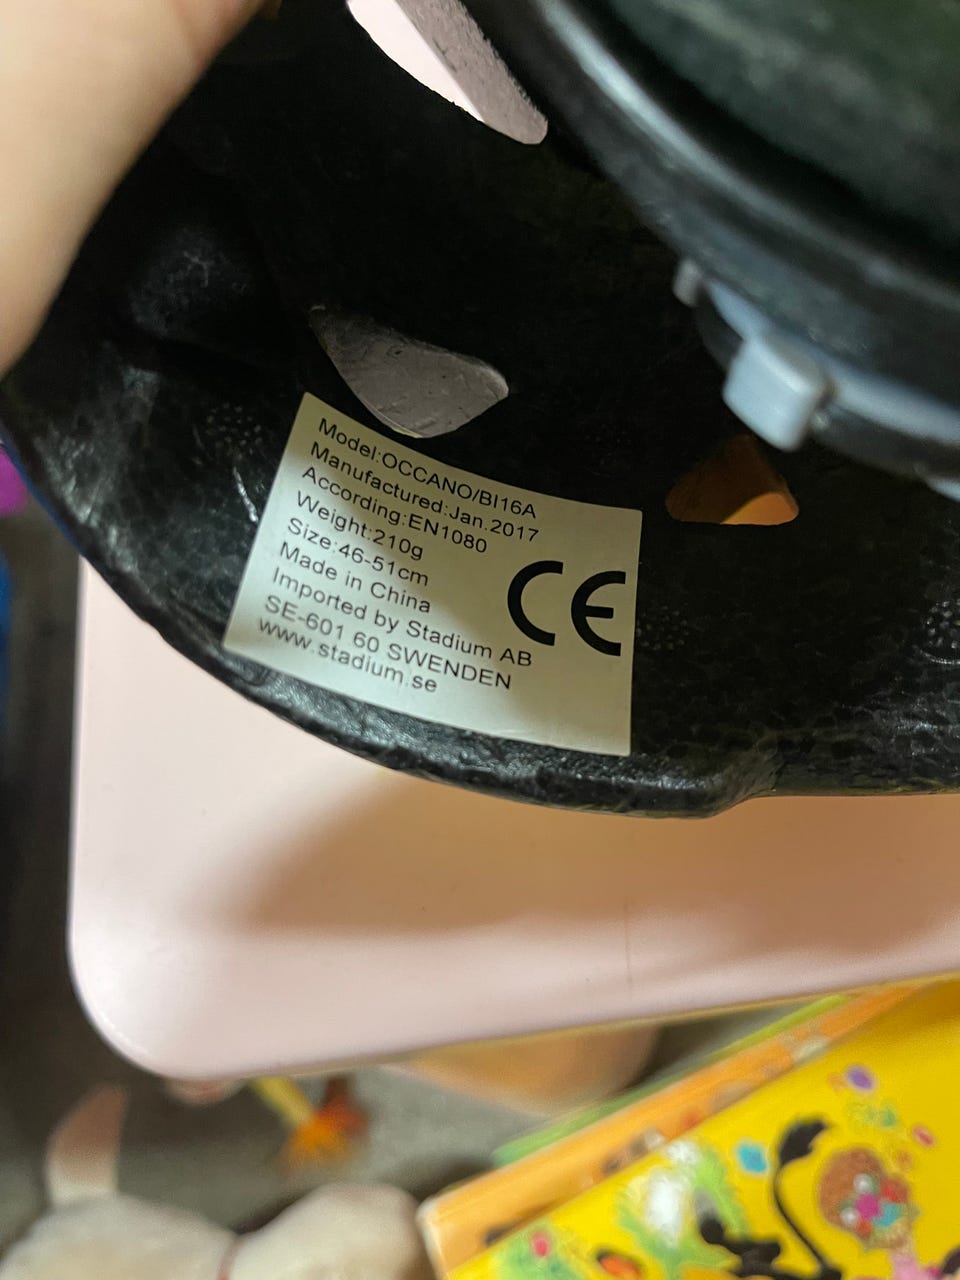 Model:OCCANO/BI16A
Manufactured:Jan.2017
According:EN1080
Weight:210g
Size:46-51cm
Made in China
Imported by Stadium AB
SE-601 60 SWENDEN
www.stadium.se
CE